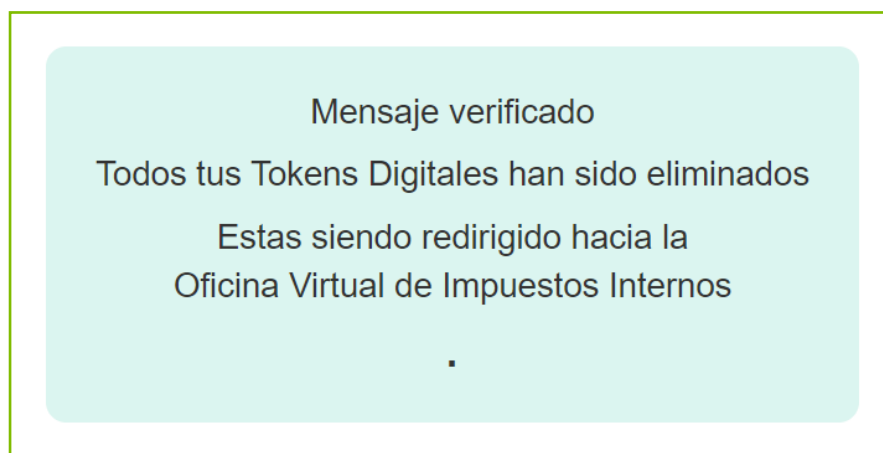 Mensaje verificado
Todos tus Tokens Digitales han sido eliminados
Estas siendo redirigido hacia la
Oficina Virtual de Impuestos Internos
.